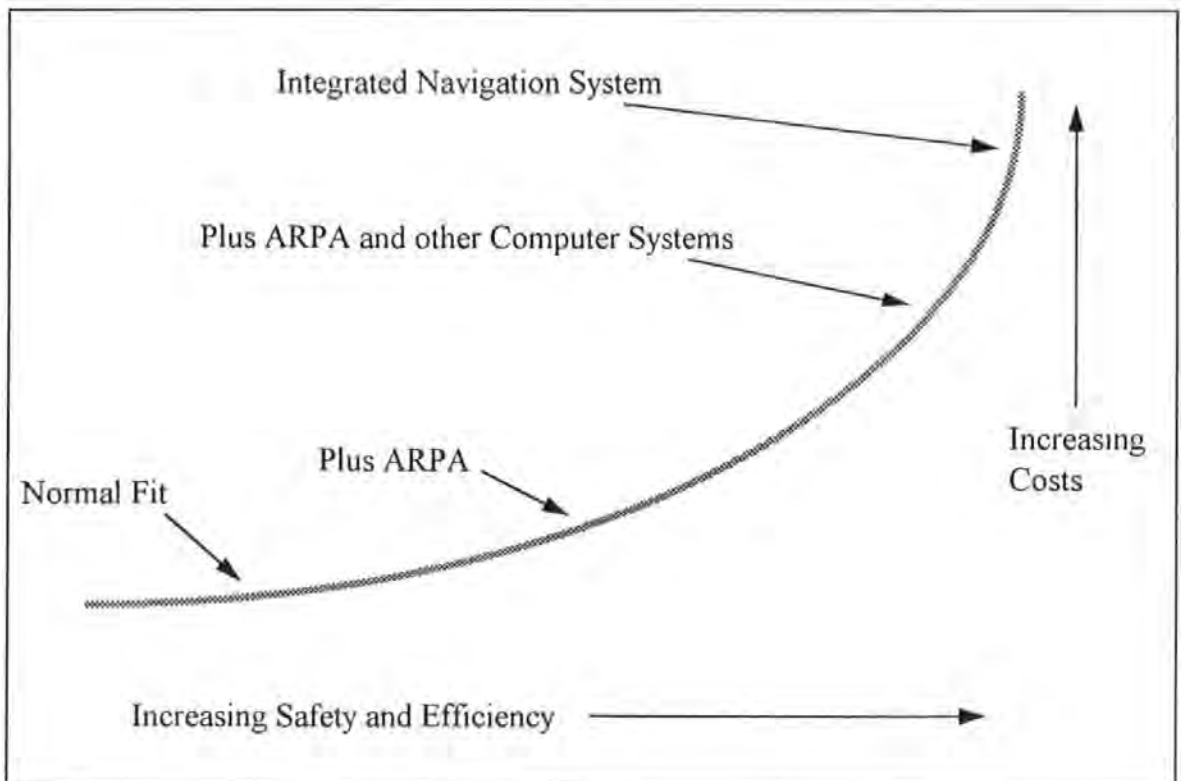 Integrated Navigation System
Plus ARPA and other Computer Systems
Plus ARPA
Normal Fit
Increasing
Costs
Increasing Safety and Efficiency